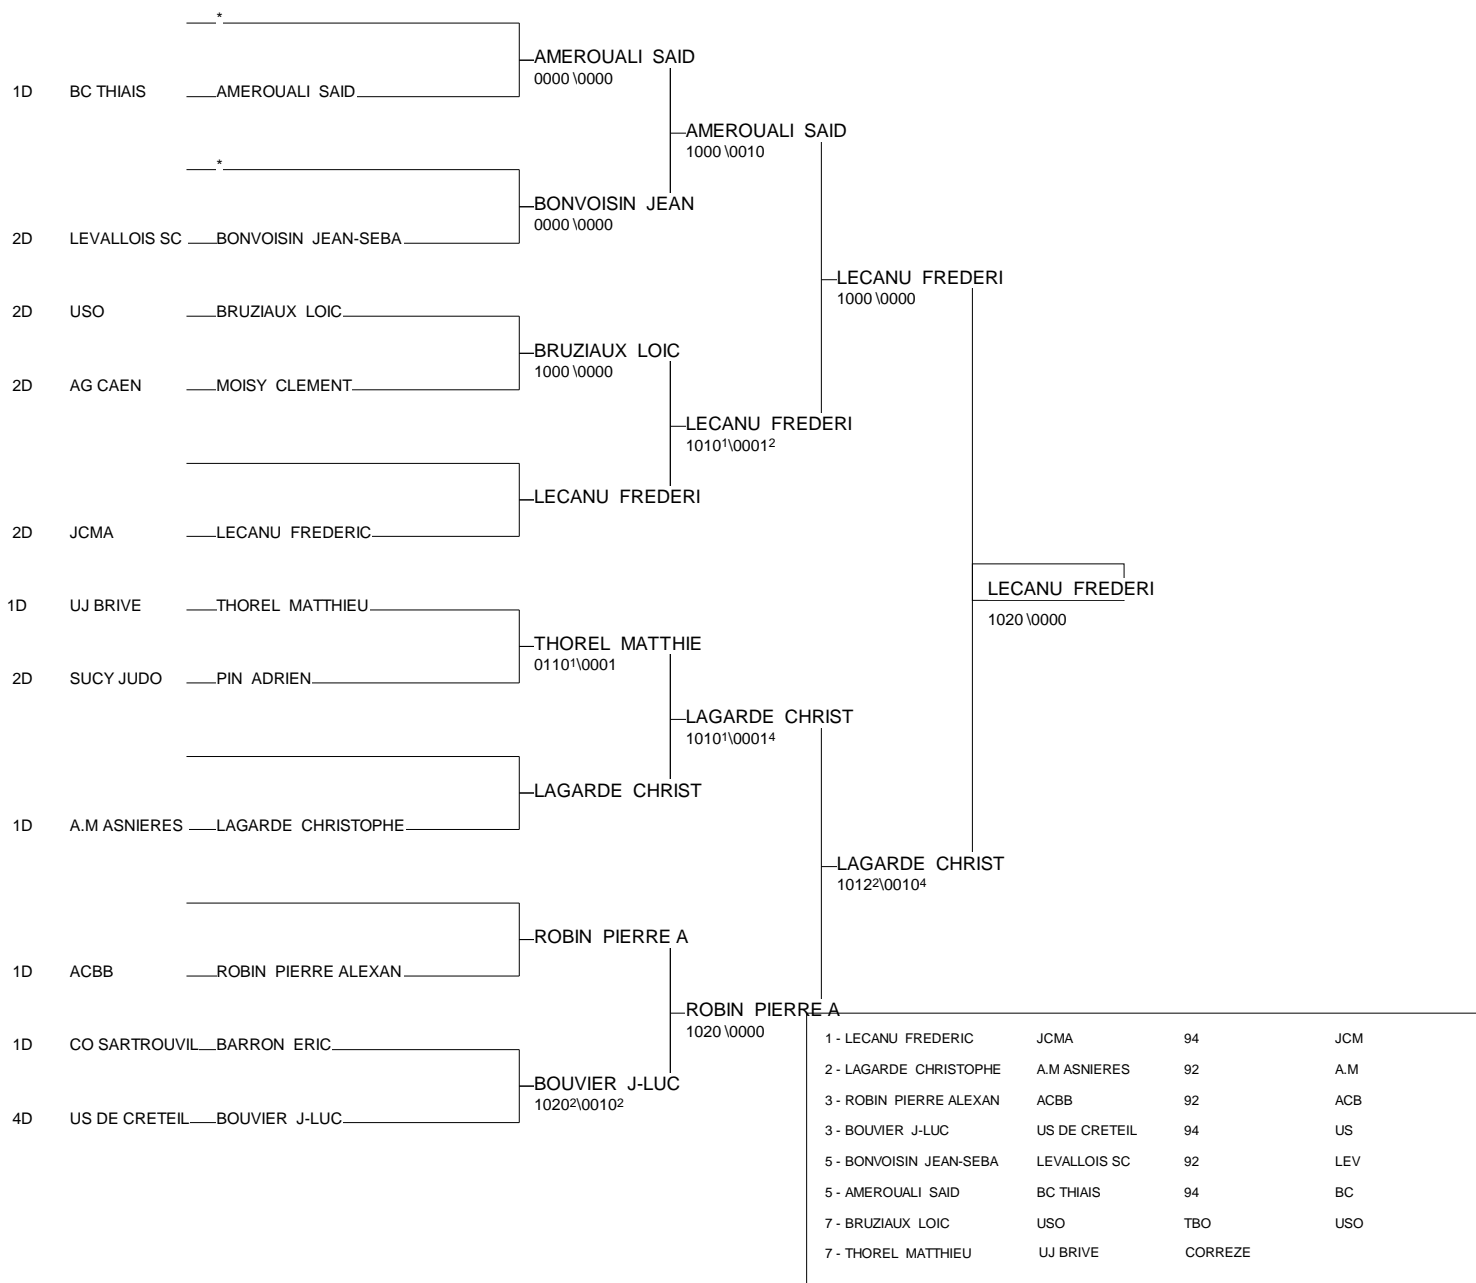 *
AMEROUALI SAID
0000\0000
1D BC THIAIS AMEROUALI SAID
AMEROUALI SAID
1000\0010
*
BONVOISIN JEAN
0000\0000
2D LEVALLOIS SC BONVOISIN JEAN-SEBA
LECANU FREDERI
1000\0000
2D USO BRUZIAUX LOIC
BRUZIAUX LOIC
1000\0000
2D AG CAEN MOISY CLEMENT
LECANU FREDERI
1010¹\0001²
LECANU FREDERI
2D JCMA LECANU FREDERIC
LECANU FREDERI
1020\0000
1D UJ BRIVE THOREL MATTHIEU
THOREL MATTHIE
0110¹\0001
2D SUCY JUDO PIN ADRIEN
LAGARDE CHRIST
1010¹\0001⁴
LAGARDE CHRIST
1D A.M ASNIERES LAGARDE CHRISTOPHE
LAGARDE CHRIST
1012²\0010⁴
ROBIN PIERRE A
1D ACBB ROBIN PIERRE ALEXAN
ROBIN PIERRE A
1020\0000
1D CO SARTROUVIL BARRON ERIC
BOUVIER J-LUC
1020²\0010²
4D US DE CRETEIL BOUVIER J-LUC
1 - LECANU FREDERIC JCMA 94 JCM
2 - LAGARDE CHRISTOPHE A.M ASNIERES 92 A.M
3 - ROBIN PIERRE ALEXAN ACBB 92 ACB
3 - BOUVIER J-LUC US DE CRETEIL 94 US
5 - BONVOISIN JEAN-SEBA LEVALLOIS SC 92 LEV
5 - AMEROUALI SAID BC THIAIS 94 BC
7 - BRUZIAUX LOIC USO TBO USO
7 - THOREL MATTHIEU UJ BRIVE CORREZE